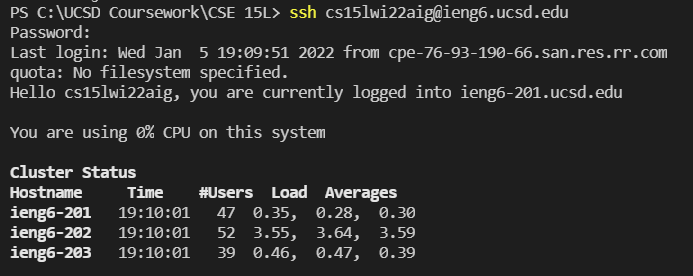 PS C:\UCSD Coursework\CSE 15L> ssh cs15lwi22aig@ieng6.ucsd.edu
Password:
Last login: Wed Jan  5 19:09:51 2022 from cpe-76-93-190-66.san.res.rr.com
quota: No filesystem specified.
Hello cs15lwi22aig, you are currently logged into ieng6-201.ucsd.edu
You are using 0% CPU on this system
Cluster Status
Hostname     Time    #Users  Load  Averages
ieng6-201   19:10:01   47  0.35,  0.28,  0.30
ieng6-202   19:10:01   52  3.55,  3.64,  3.59
ieng6-203   19:10:01   39  0.46,  0.47,  0.39